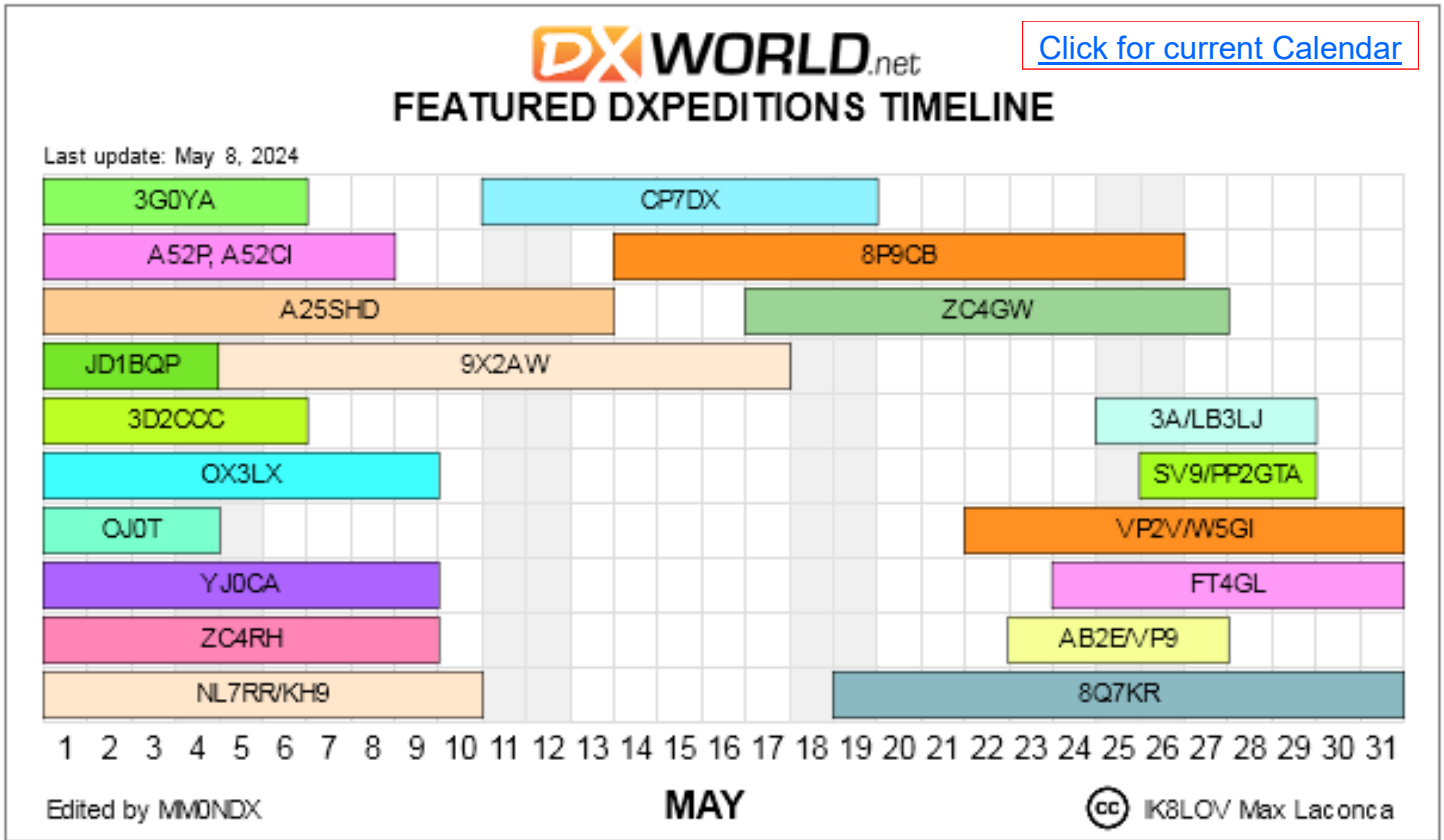 DX WORLD.net
Click for current Calendar
FEATURED DXPEDITIONS TIMELINE
Last update: May 8, 2024
3G0YA CP7DX
A52P, A52CI 8P9CB
A25SHD ZC4GW
JD1BQP 9X2AW
3D2CCC 3A/LB3LJ
OX3LX SV9/PP2GTA
OJ0T VP2V/W5GI
YJ0CA FT4GL
ZC4RH AB2E/VP9
NL7RR/KH9 8Q7KR
1 2 3 4 5 6 7 8 9 10 11 12 13 14 15 16 17 18 19 20 21 22 23 24 25 26 27 28 29 30 31
Edited by MM0NDX MAY cc IK8LOV Max Laconca